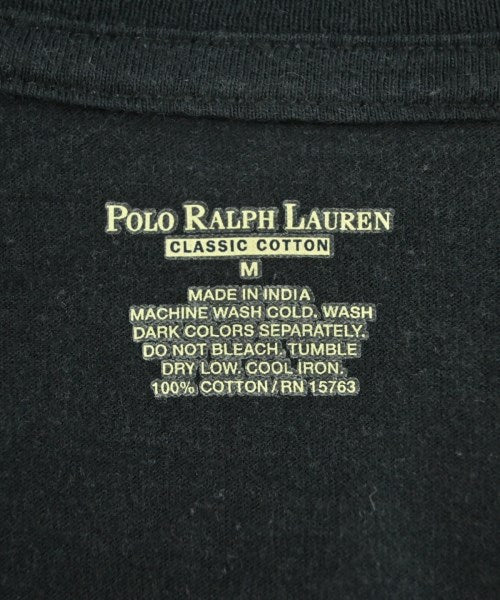 POLO RALPH LAUREN
CLASSIC COTTON
M
MADE IN INDIA
MACHINE WASH COLD. WASH
DARK COLORS SEPARATELY.
DO NOT BLEACH. TUMBLE
DRY LOW. COOL IRON.
100% COTTON / RN 15763